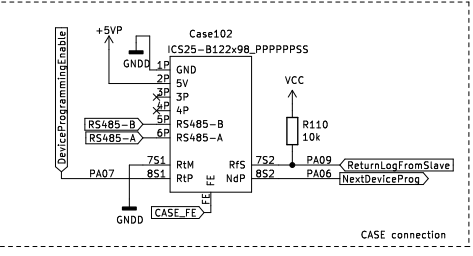 Case102
ICS25-B122x98_PPPPPPSS
+5VP
GNDD
1P GND
2P 5V
3P 3P
4P 4P
RS485-B 5P RS485-B
RS485-A 6P RS485-A
DeviceProgrammingEnable
VCC
R110
10k
7S1 RtM
RfS 7S2 PA09 ReturnLogFromSlave
PA07 8S1 RtP
NdP 8S2 PA06 NextDeviceProg
FE
FE
GNDD
CASE_FE
CASE connection